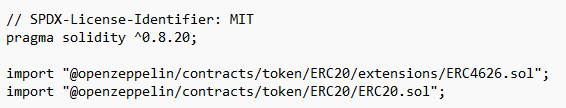 // SPDX-License-Identifier: MIT
pragma solidity ^0.8.20;
import "@openzeppelin/contracts/token/ERC20/extensions/ERC4626.sol";
import "@openzeppelin/contracts/token/ERC20/ERC20.sol";